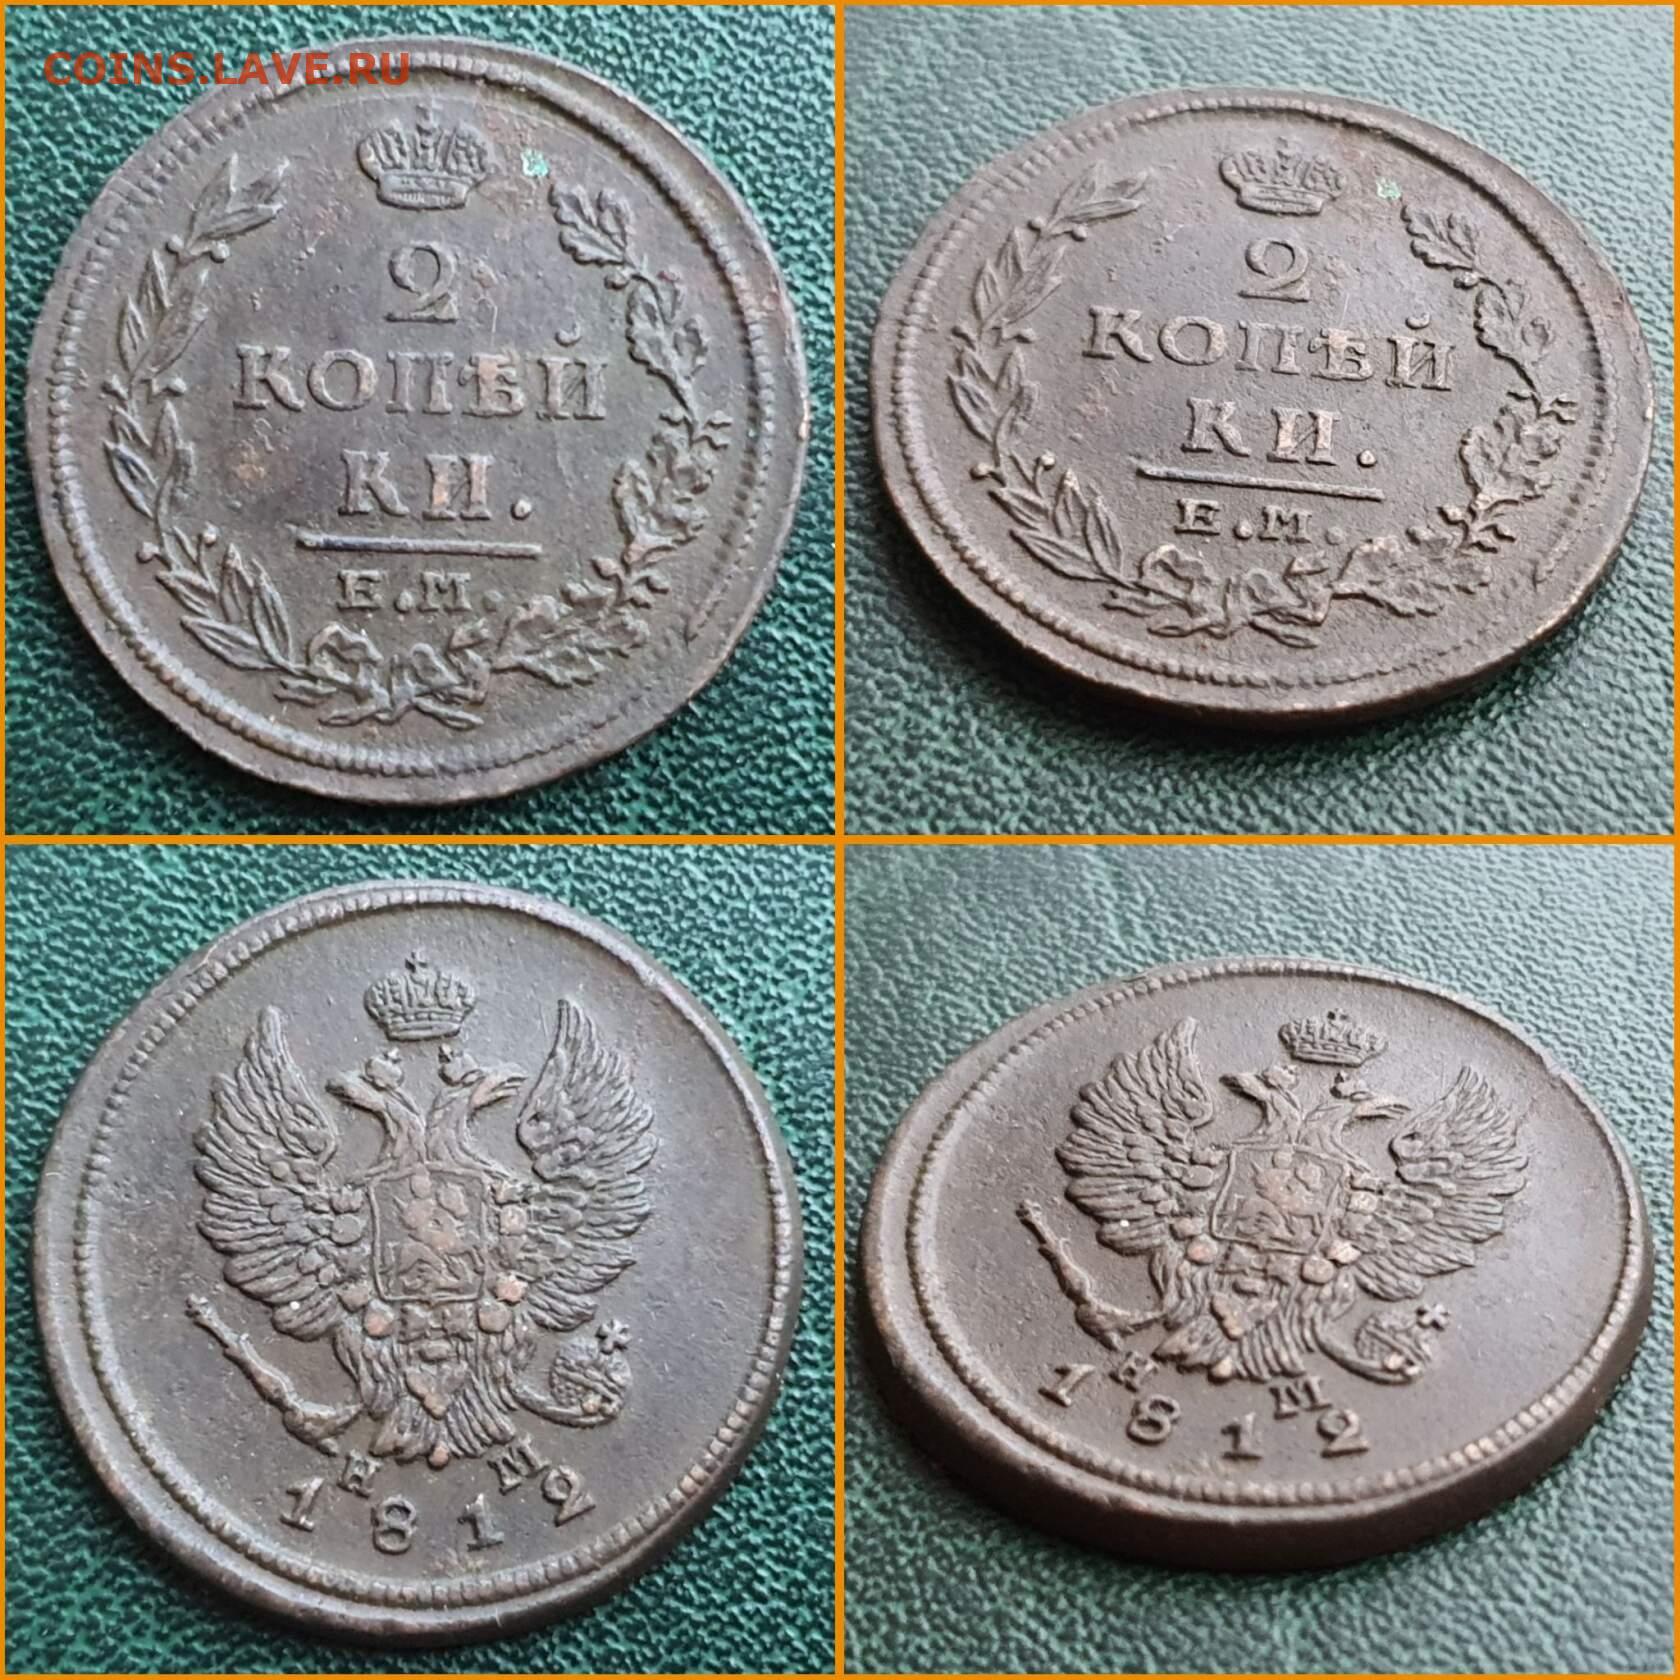 COINS.LAVE.RU
2
КОПѢЙ
КИ.
Е.М.
2
КОПѢЙ
КИ.
Е.М.
Н М
1812
Н М
1812